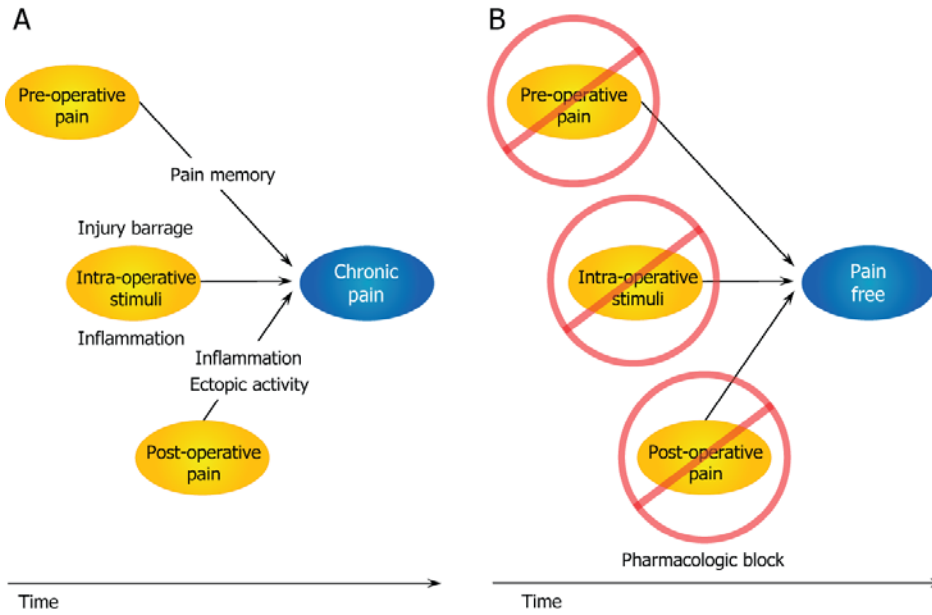 A
Pre-operative
pain
Pain memory
Injury barrage
Intra-operative
stimuli
Inflammation
Chronic
pain
Inflammation
Ectopic activity
Post-operative
pain
Time
B
Pre-operative
pain
Intra-operative
stimuli
Pain
free
Post-operative
pain
Pharmacologic block
Time